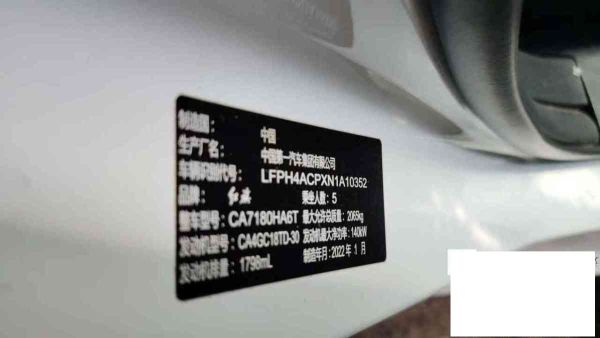 制造国： 中国
生产厂名： 中国第一汽车集团有限公司
车辆识别代号： LFPH4ACPXN1A10352
品牌： 红旗 乘坐人数：5
整车型号：CA7180HA6T 最大允许总质量：2065kg
发动机型号：CA4GC18TD-30 发动机最大净功率：140kW
发动机排量：1798mL 制造年月：2022年1月